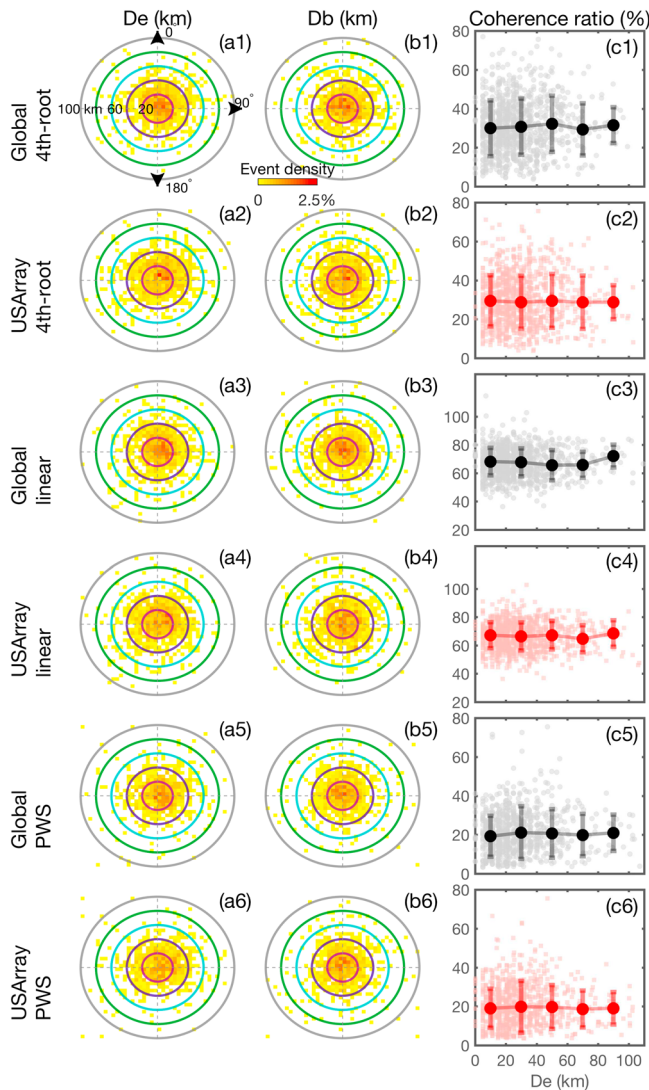 De (km)
Db (km)
Coherence ratio (%)
0°
(a1)
(b1)
(c1)
Global
4th-root
100 km 60 20
90°
180°
Event density
0 2.5%
80
60
40
20
0
USArray
4th-root
(a2)
(b2)
(c2)
80
60
40
20
0
Global
linear
(a3)
(b3)
(c3)
100
80
60
40
20
USArray
linear
(a4)
(b4)
(c4)
100
80
60
40
20
Global
PWS
(a5)
(b5)
(c5)
80
60
40
20
0
USArray
PWS
(a6)
(b6)
(c6)
80
60
40
20
0
0 20 40 60 80 100
De (km)